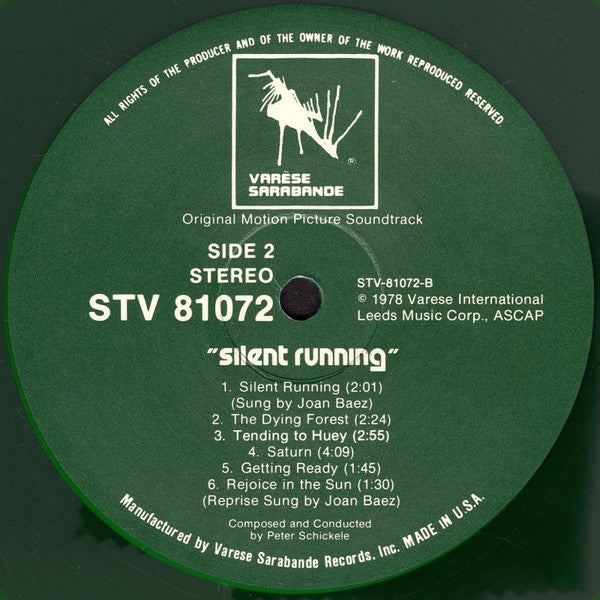 ALL RIGHTS OF THE PRODUCER AND OF THE OWNER OF THE WORK REPRODUCED RESERVED.
VARÈSE
SARABANDE
®
Original Motion Picture Soundtrack
SIDE 2
STEREO
STV 81072
STV-81072-B
© 1978 Varese International
Leeds Music Corp., ASCAP
"silent running"
1. Silent Running (2:01)
(Sung by Joan Baez)
2. The Dying Forest (2:24)
3. Tending to Huey (2:55)
4. Saturn (4:09)
5. Getting Ready (1:45)
6. Rejoice in the Sun (1:30)
(Reprise Sung by Joan Baez)
Composed and Conducted
by Peter Schickele
Manufactured by Varese Sarabande Records, Inc. MADE IN U.S.A.